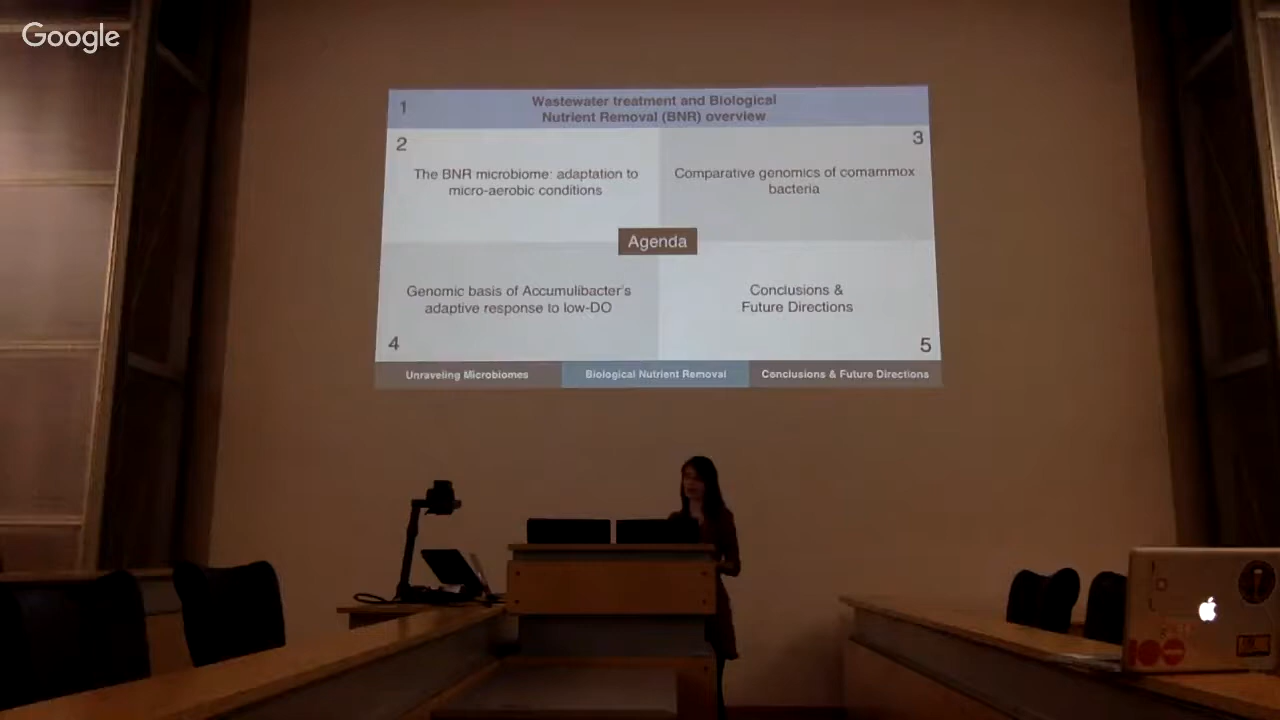 Google
1
Wastewater treatment and Biological
Nutrient Removal (BNR) overview
2
The BNR microbiome: adaptation to
micro-aerobic conditions
3
Comparative genomics of comammox
bacteria
Agenda
Genomic basis of Accumulibacter's
adaptive response to low-DO
4
Conclusions &
Future Directions
5
Unraveling Microbiomes
Biological Nutrient Removal
Conclusions & Future Directions